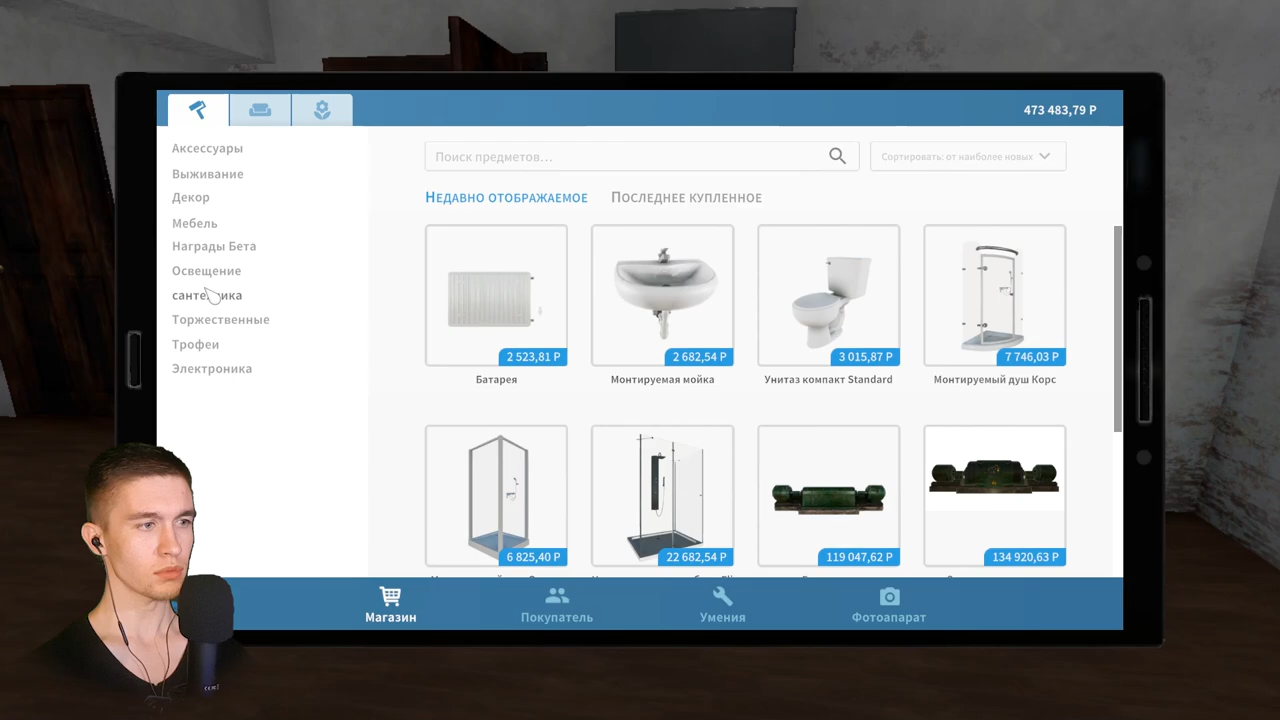 473 483,79 Р
Аксессуары
Выживание
Декор
Мебель
Награды Бета
Освещение
сантехника
Торжественные
Трофеи
Электроника
Поиск предметов...
Сортировать: от наиболее новых
Недавно отображаемое
Последнее купленное
2 523,81 Р
2 682,54 Р
3 015,87 Р
7 746,03 Р
Батарея
Монтируемая мойка
Унитаз компакт Standard
Монтируемый душ Корс
6 825,40 Р
22 682,54 Р
119 047,62 Р
134 920,63 Р
Магазин
Покупатель
Умения
Фотоаппарат